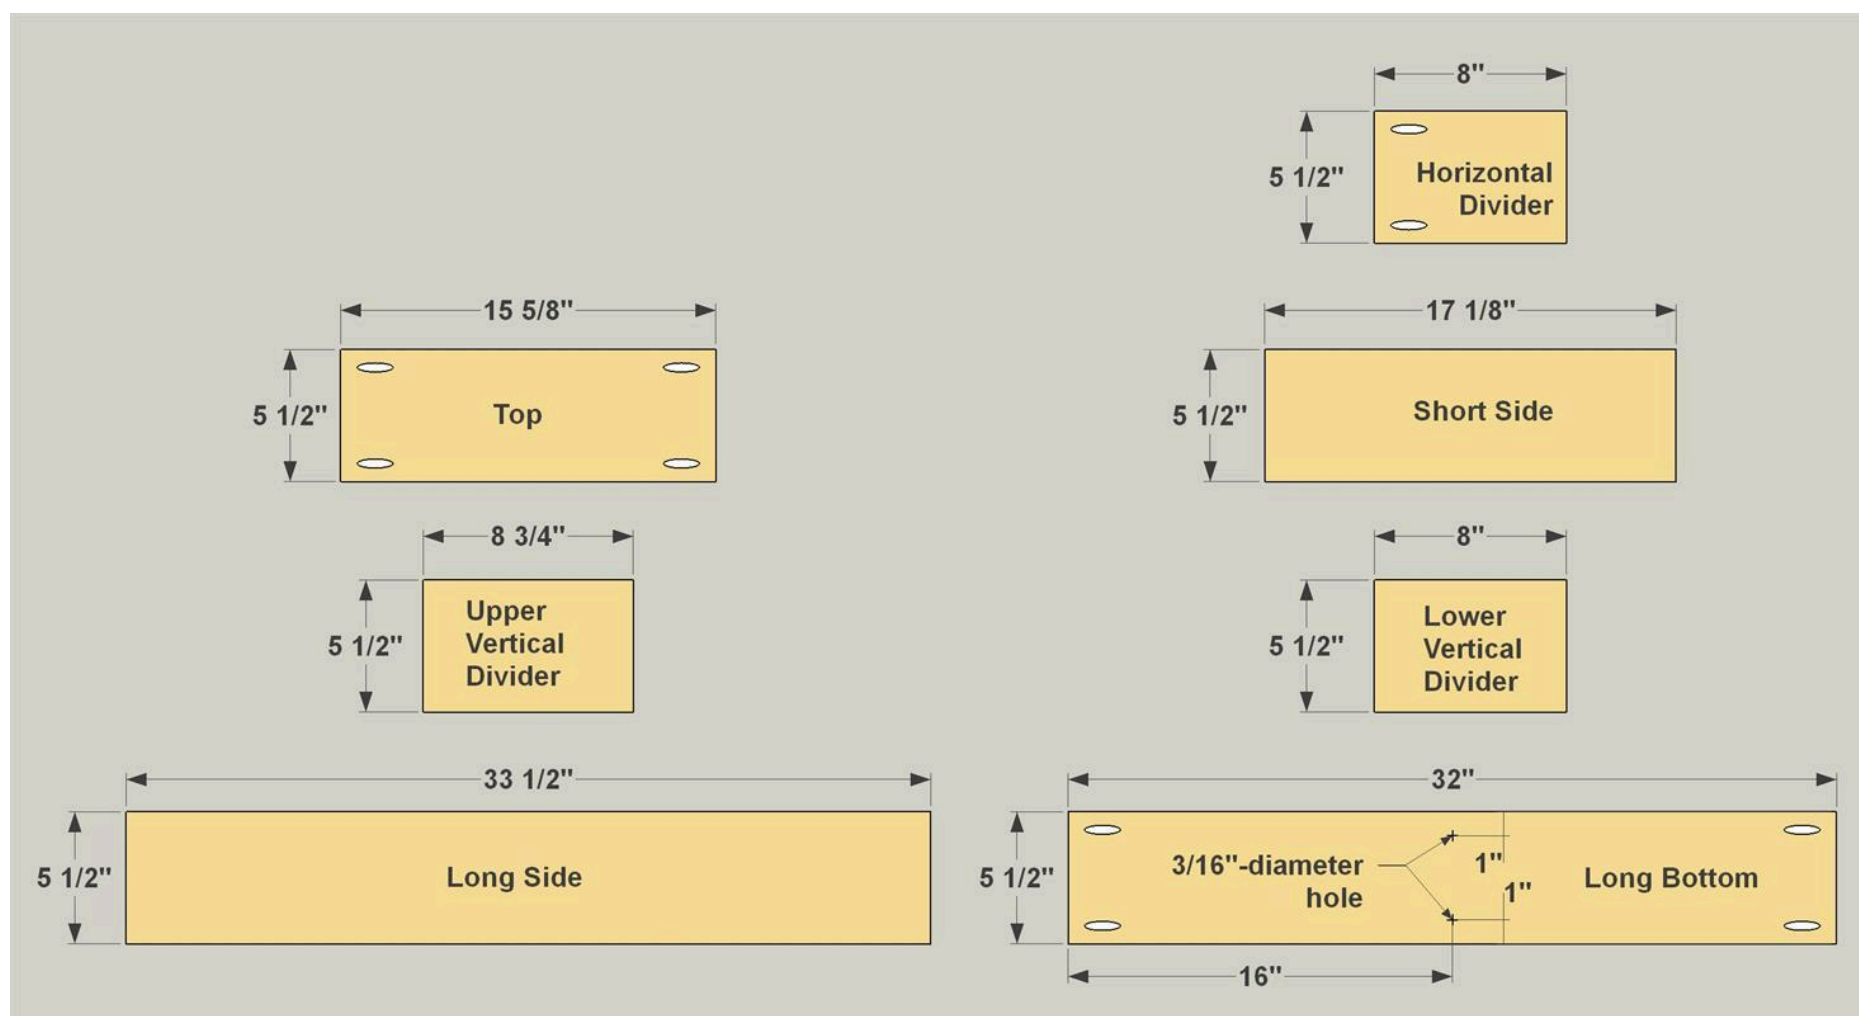 8"
5 1/2"
Horizontal
Divider
15 5/8"
5 1/2"
Top
17 1/8"
5 1/2"
Short Side
8 3/4"
5 1/2"
Upper
Vertical
Divider
8"
5 1/2"
Lower
Vertical
Divider
33 1/2"
5 1/2"
Long Side
32"
5 1/2"
3/16"-diameter
hole
1"
1"
Long Bottom
16"